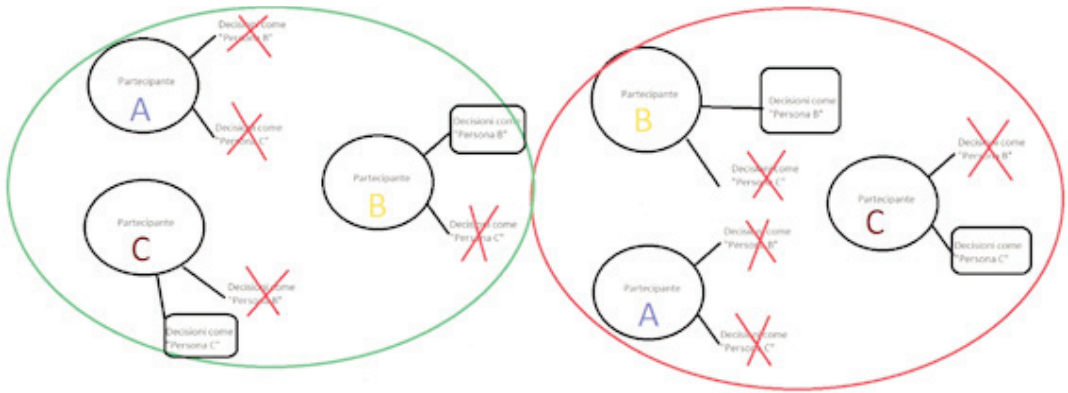 Decisioni come
"Persona B"
Partecipante
A
Decisioni come
"Persona C"
Decisioni come
"Persona B"
Partecipante
B
Decisioni come
"Persona C"
Partecipante
C
Decisioni come
"Persona B"
Decisioni come
"Persona C"
Partecipante
B
Decisioni come
"Persona B"
Decisioni come
"Persona C"
Decisioni come
"Persona B"
Partecipante
C
Decisioni come
"Persona C"
Decisioni come
"Persona B"
Partecipante
A
Decisioni come
"Persona C"